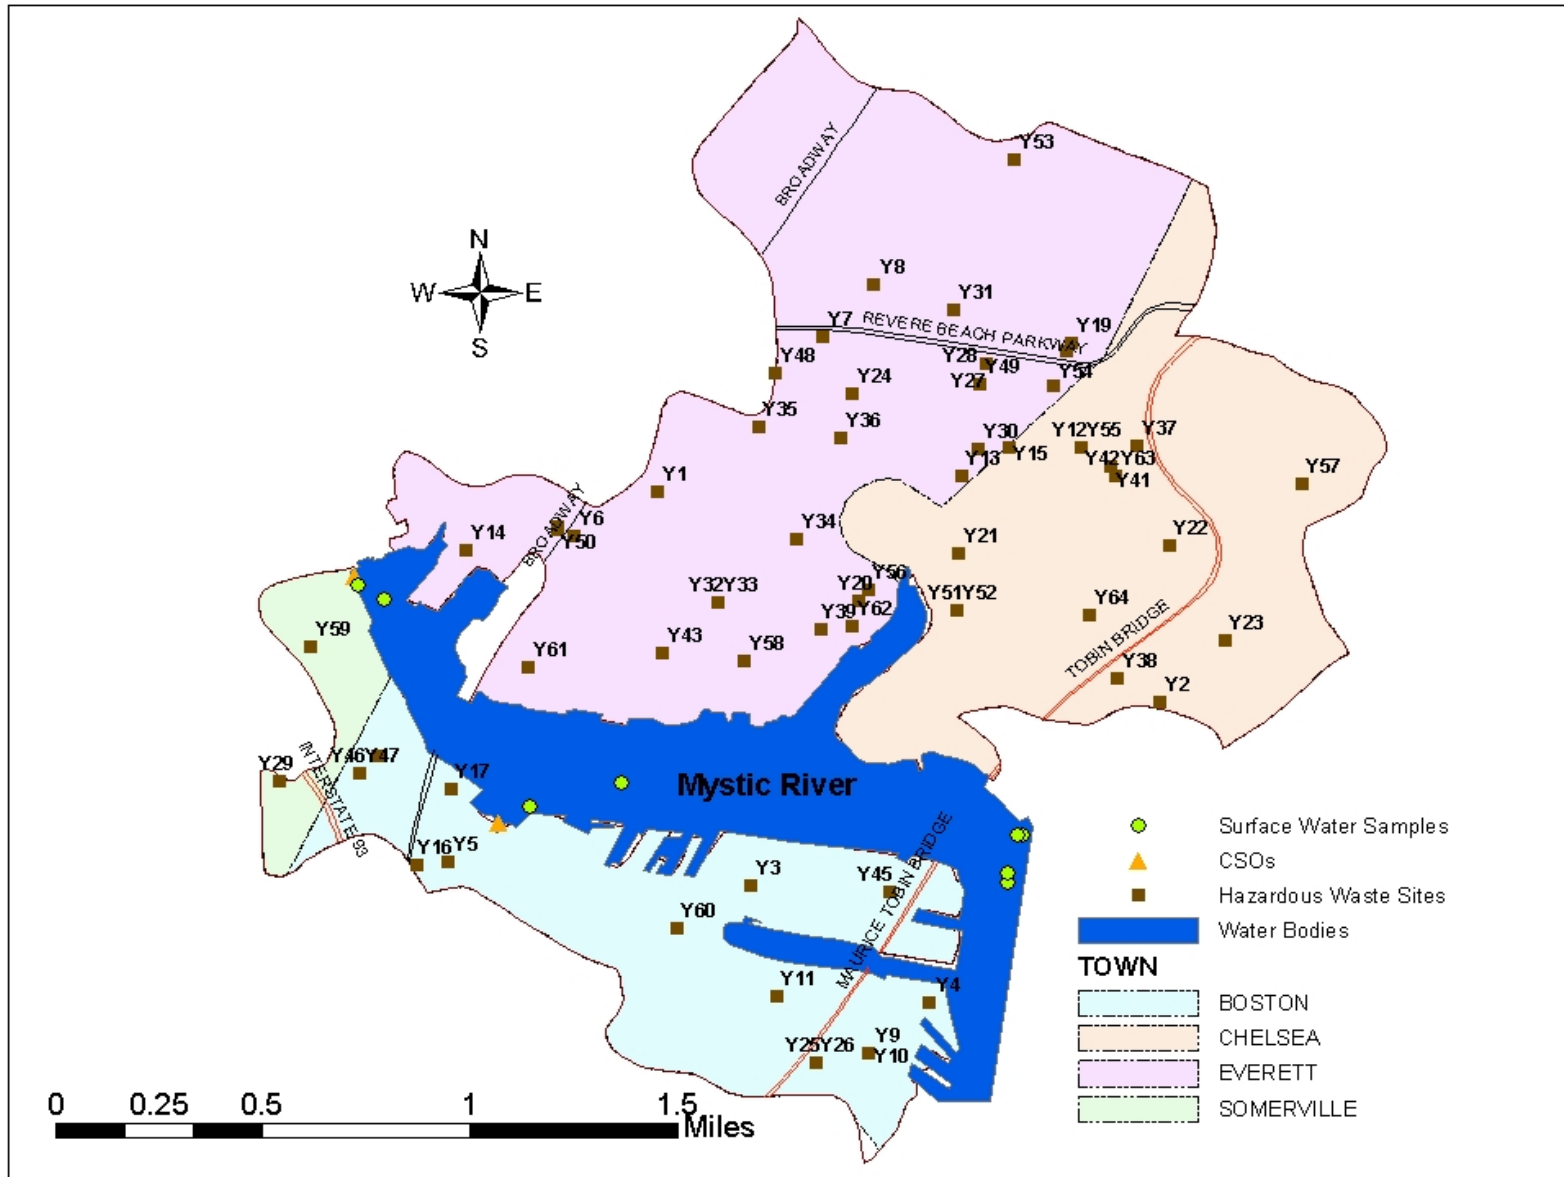 Y53
BROADWAY
N
Y8
W E
Y31
S
Y7
REVERE BEACH PARKWAY
Y19
Y48
Y28
Y49
Y24
Y27
Y54
Y35
Y36
Y30
Y12Y55
Y37
Y15
Y13
Y42Y63
Y1
Y41
Y57
BROADWAY
Y6
Y14
Y34
Y50
Y21
Y22
Y56
Y32Y33
Y20
Y51Y52
Y39
Y62
Y64
Y59
Y43
Y58
Y61
TOBIN BRIDGE
Y23
Y38
Y2
Y29
INTERSTATE 93
Y46Y47
Y17
Mystic River
Y16
Y5
Y3
Y45
MAURICE TOBIN BRIDGE
Y60
Y11
Y4
Y9
Y25Y26
Y10
Surface Water Samples
CSOs
Hazardous Waste Sites
Water Bodies
TOWN
BOSTON
CHELSEA
EVERETT
SOMERVILLE
0 0.25 0.5 1 1.5
Miles